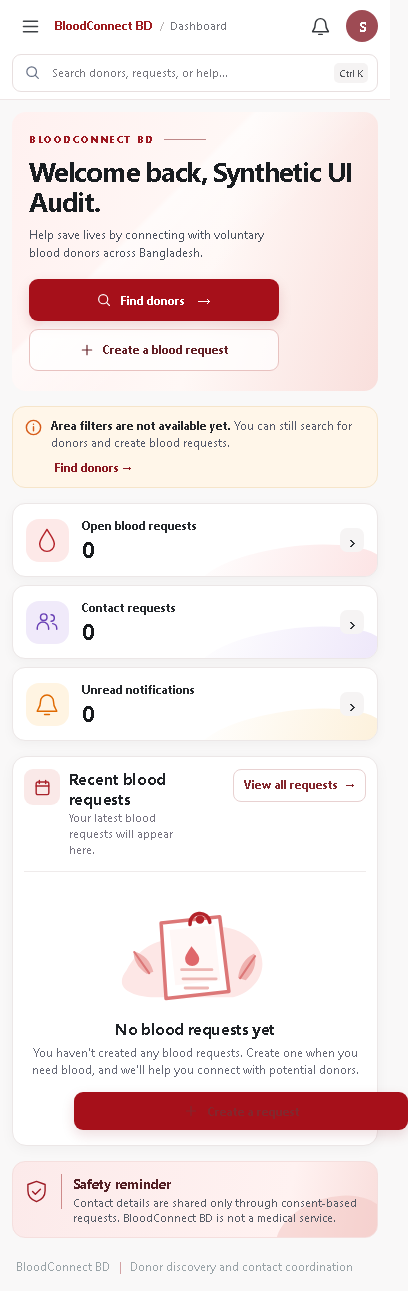 BloodConnect BD / Dashboard S
Search donors, requests, or help... Ctrl K
BLOODCONNECT BD
Welcome back, Synthetic UI
Audit.
Help save lives by connecting with voluntary
blood donors across Bangladesh.
Find donors →
+ Create a blood request
Area filters are not available yet. You can still search for
donors and create blood requests.
Find donors →
Open blood requests
0
Contact requests
0
Unread notifications
0
Recent blood
requests
View all requests →
Your latest blood
requests will appear
here.
No blood requests yet
You haven't created any blood requests. Create one when you
need blood, and we'll help you connect with potential donors.
+ Create a request
Safety reminder
Contact details are shared only through consent-based
requests. BloodConnect BD is not a medical service.
BloodConnect BD | Donor discovery and contact coordination